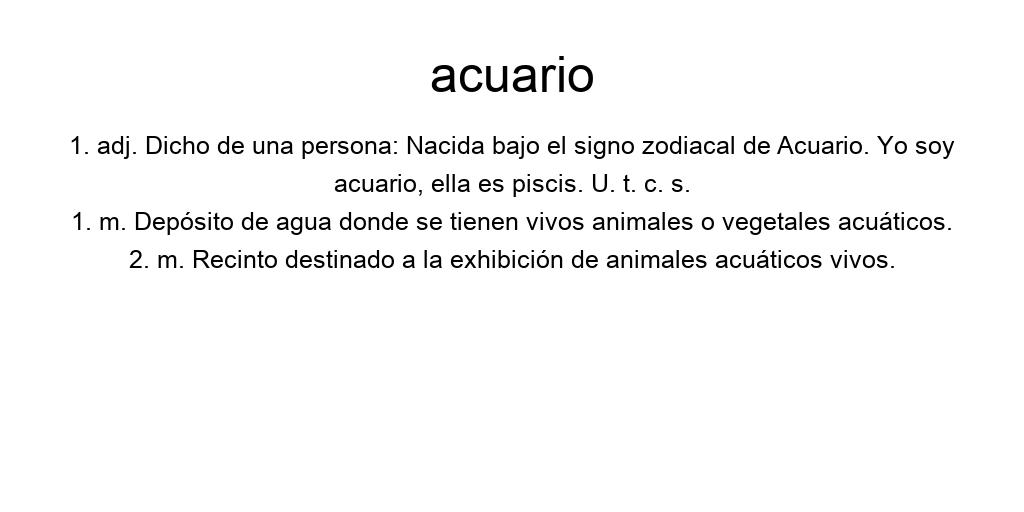 acuario
1. adj. Dicho de una persona: Nacida bajo el signo zodiacal de Acuario. Yo soy
acuario, ella es piscis. U. t. c. s.
1. m. Depósito de agua donde se tienen vivos animales o vegetales acuáticos.
2. m. Recinto destinado a la exhibición de animales acuáticos vivos.